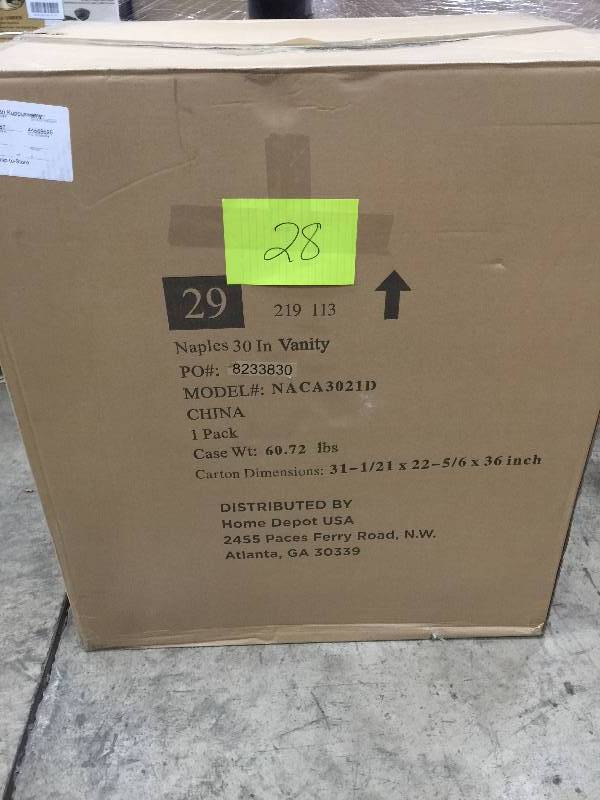 28
29
219 113
Naples 30 In Vanity
PO#: 8233830
MODEL#: NACA3021D
CHINA
1 Pack
Case Wt: 60.72 lbs
Carton Dimensions: 31-1/21 x 22-5/6 x 36 inch
DISTRIBUTED BY
Home Depot USA
2455 Paces Ferry Road, N.W.
Atlanta, GA 30339